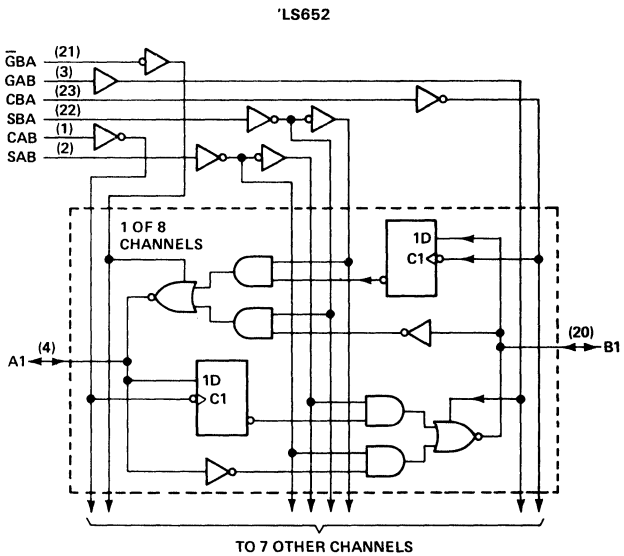 'LS652
G̅BA (21)
GAB (3)
CBA (23)
SBA (22)
CAB (1)
SAB (2)
1 OF 8
CHANNELS
1D
C1
A1 (4)
(20) B1
1D
C1
TO 7 OTHER CHANNELS